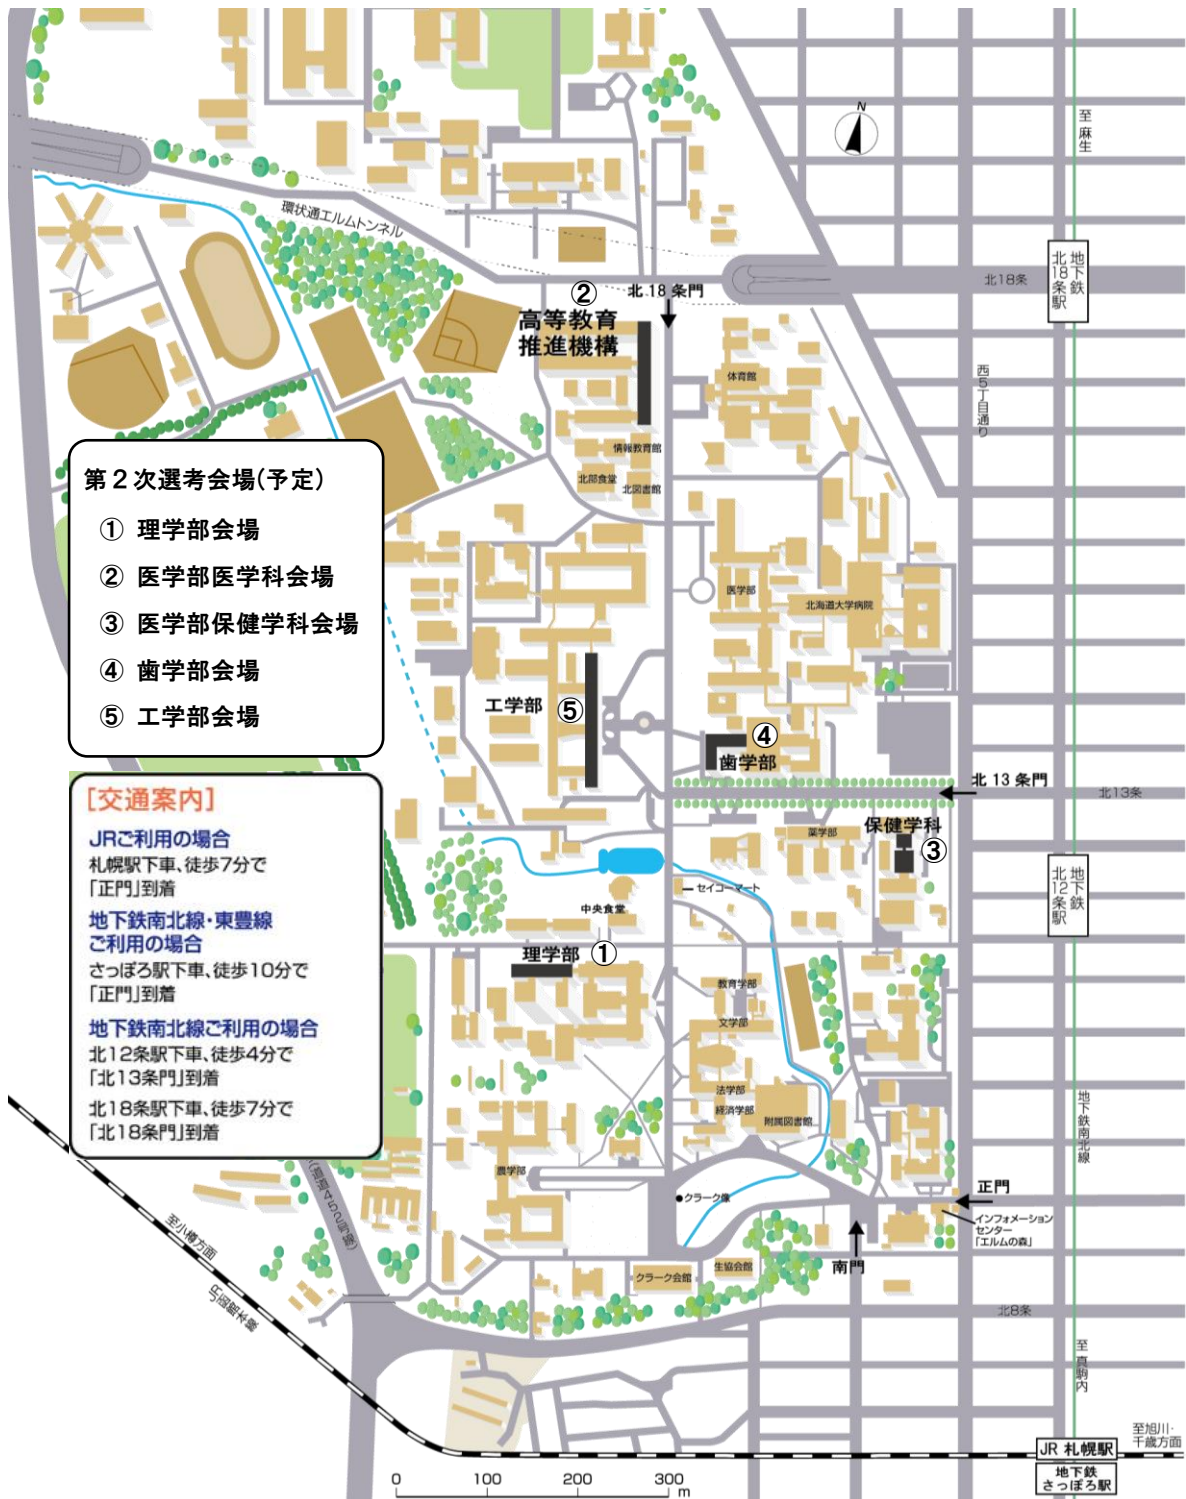 N
至 麻生
環状通エルムトンネル
北18条
地下鉄
北18条駅
② 北18条門
高等教育
推進機構
体育館
西5丁目通り
情報教育館
北部食堂
北図書館
第2次選考会場(予定)
① 理学部会場
② 医学部医学科会場
③ 医学部保健学科会場
④ 歯学部会場
⑤ 工学部会場
医学部
北海道大学病院
工学部 ⑤
④
歯学部
北13条門
北13条
薬学部
保健学科
③
地下鉄
北12条駅
セイコーマート
中央食堂
理学部 ①
教育学部
文学部
法学部
経済学部
附属図書館
[交通案内]
JRご利用の場合
札幌駅下車、徒歩7分で
「正門」到着
地下鉄南北線・東豊線
ご利用の場合
さっぽろ駅下車、徒歩10分で
「正門」到着
地下鉄南北線ご利用の場合
北12条駅下車、徒歩4分で
「北13条門」到着
北18条駅下車、徒歩7分で
「北18条門」到着
地下鉄南北線
農学部
クラーク像
正門
インフォメーション
センター
「エルムの森」
南門
(道道452号線)
至小樽方面
JR函館本線
クラーク会館
生協会館
北8条
至 真駒内
至旭川・
千歳方面
JR 札幌駅
地下鉄
さっぽろ駅
0 100 200 300
m